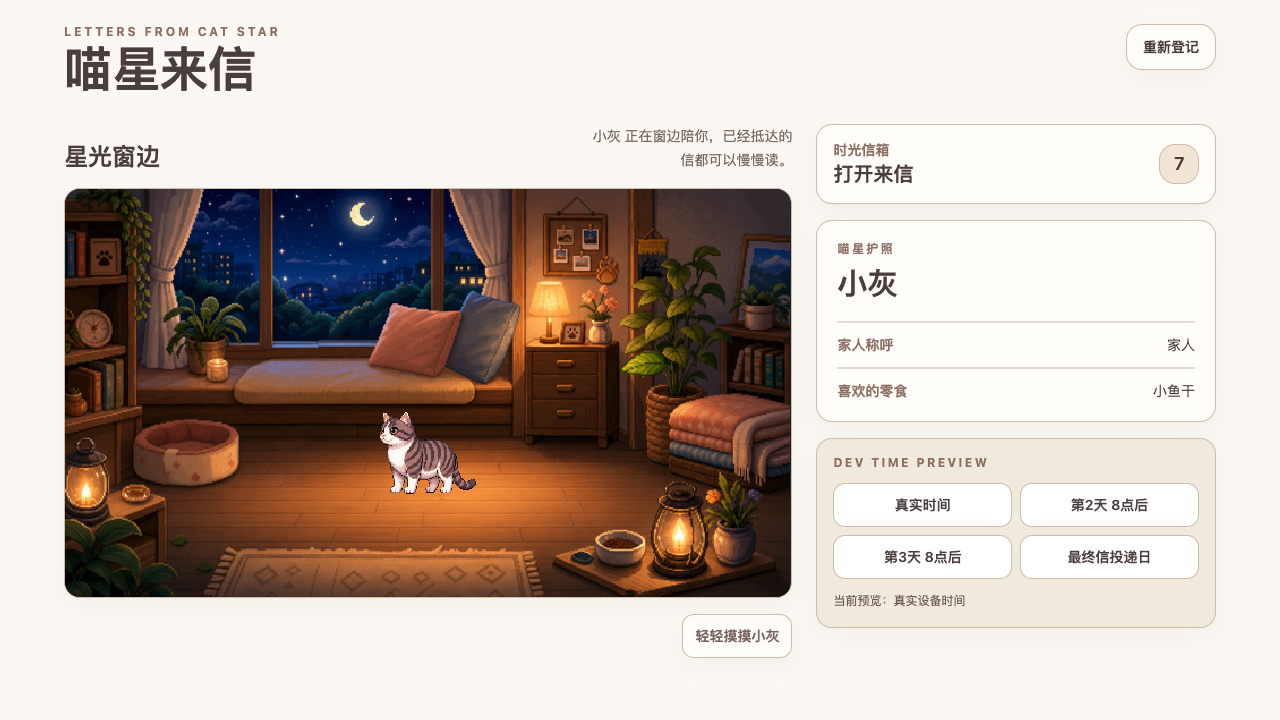 LETTERS FROM CAT STAR
喵星来信
重新登记
星光窗边
小灰 正在窗边陪你，已经抵达的
信都可以慢慢读。
时光信箱
打开来信
7
喵星护照
小灰
家人称呼
家人
喜欢的零食
小鱼干
DEV TIME PREVIEW
真实时间
第2天 8点后
第3天 8点后
最终信投递日
当前预览：真实设备时间
轻轻摸摸小灰